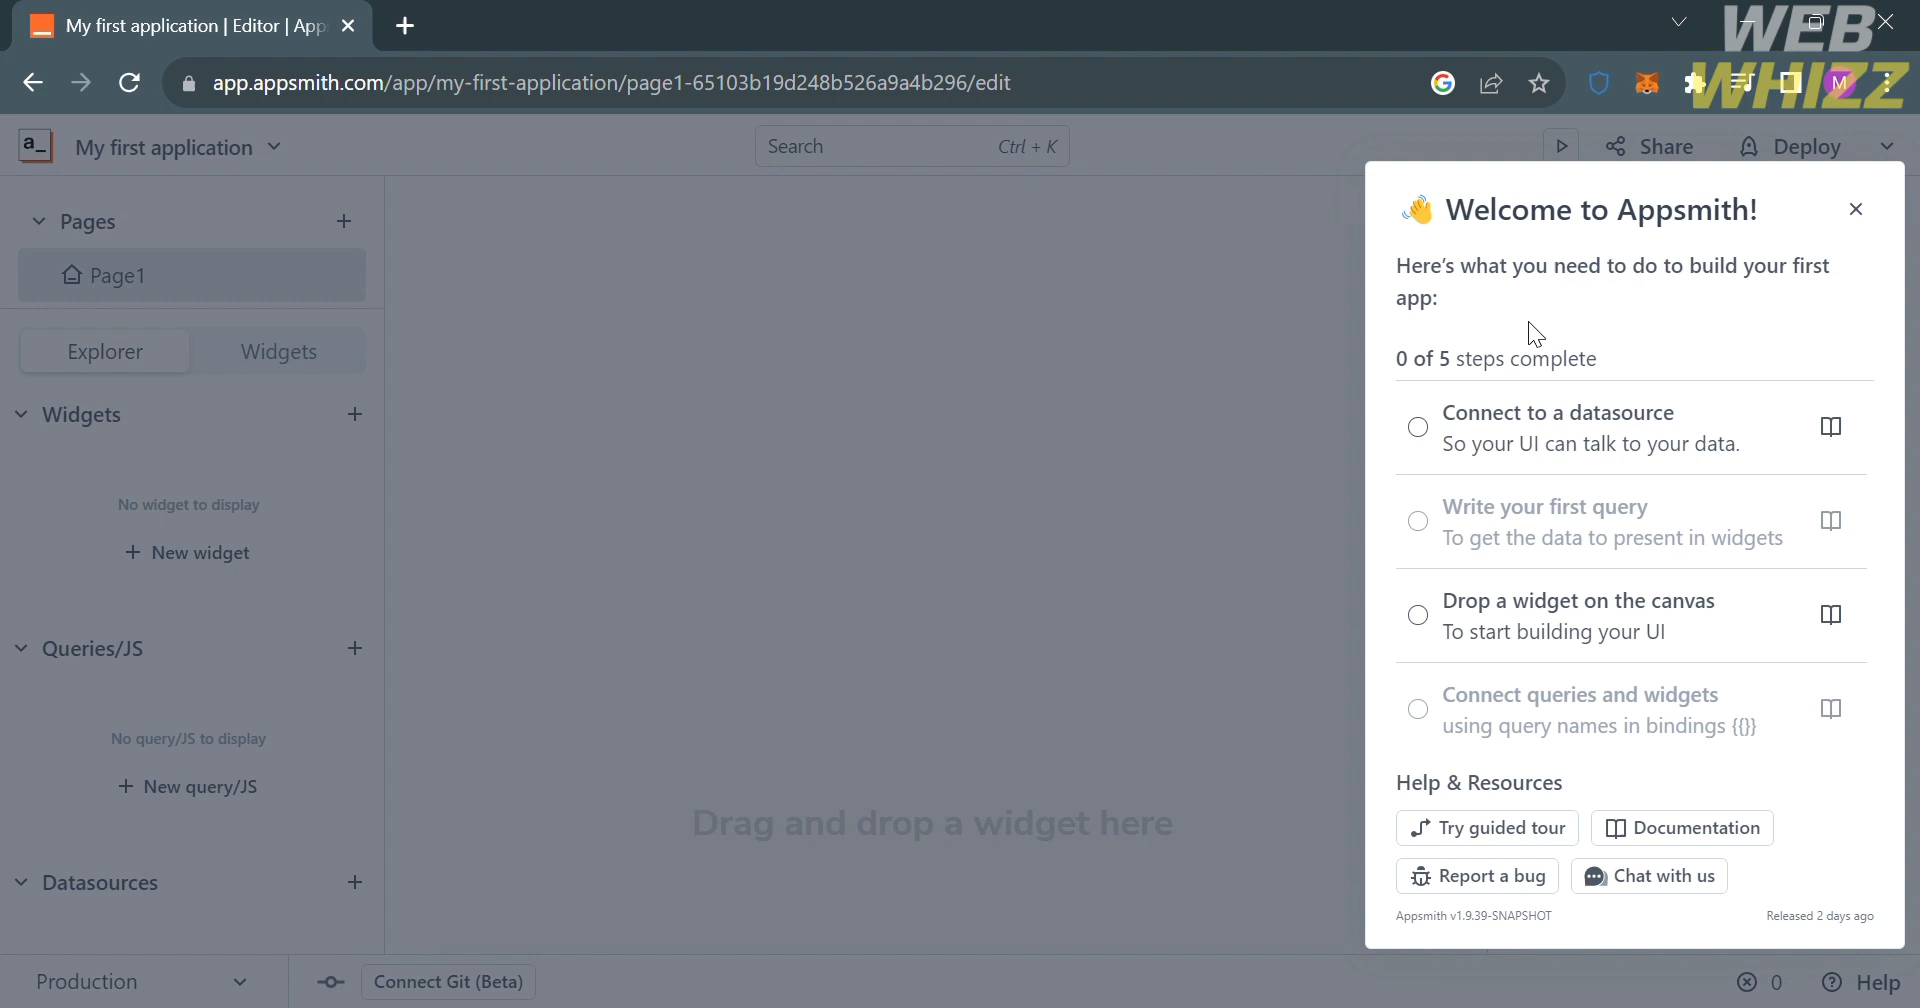 My first application | Editor | App
WEB
WHIZZ
app.appsmith.com/app/my-first-application/page1-65103b19d248b526a9a4b296/edit
G
M
a_
My first application
Search
Ctrl + K
Share
Deploy
Pages
Page1
Explorer
Widgets
Widgets
No widget to display
New widget
Queries/JS
No query/JS to display
New query/JS
Datasources
Drag and drop a widget here
Welcome to Appsmith!
Here's what you need to do to build your first
app:
0 of 5 steps complete
Connect to a datasource
So your UI can talk to your data.
Write your first query
To get the data to present in widgets
Drop a widget on the canvas
To start building your UI
Connect queries and widgets
using query names in bindings {{}}
Help & Resources
Try guided tour
Documentation
Report a bug
Chat with us
Appsmith v1.9.39-SNAPSHOT
Released 2 days ago
Production
Connect Git (Beta)
0
Help